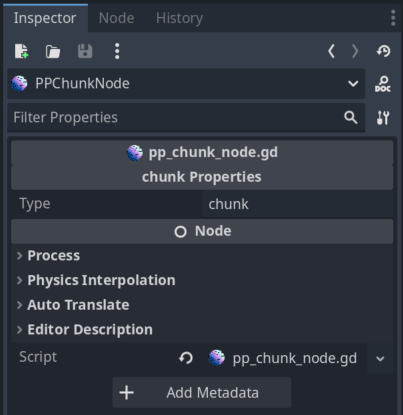 Inspector Node History
PPChunkNode DOC
Filter Properties
pp_chunk_node.gd
chunk Properties
Type chunk
Node
Process
Physics Interpolation
Auto Translate
Editor Description
Script pp_chunk_node.gd
Add Metadata